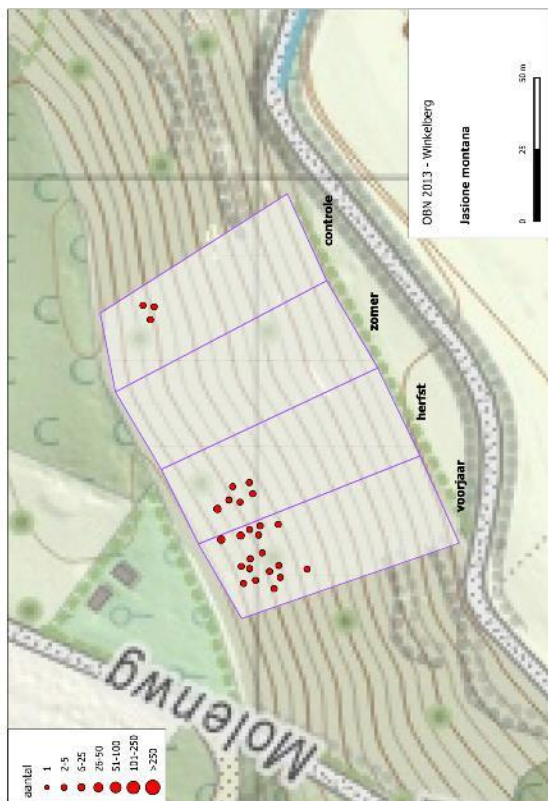 OBN 2013 - Winkelberg
Jasione montana
0 25 50 m
controle
zomer
herfst
voorjaar
Molenwg
aantal
1
2-5
6-25
26-50
51-100
101-250
>250